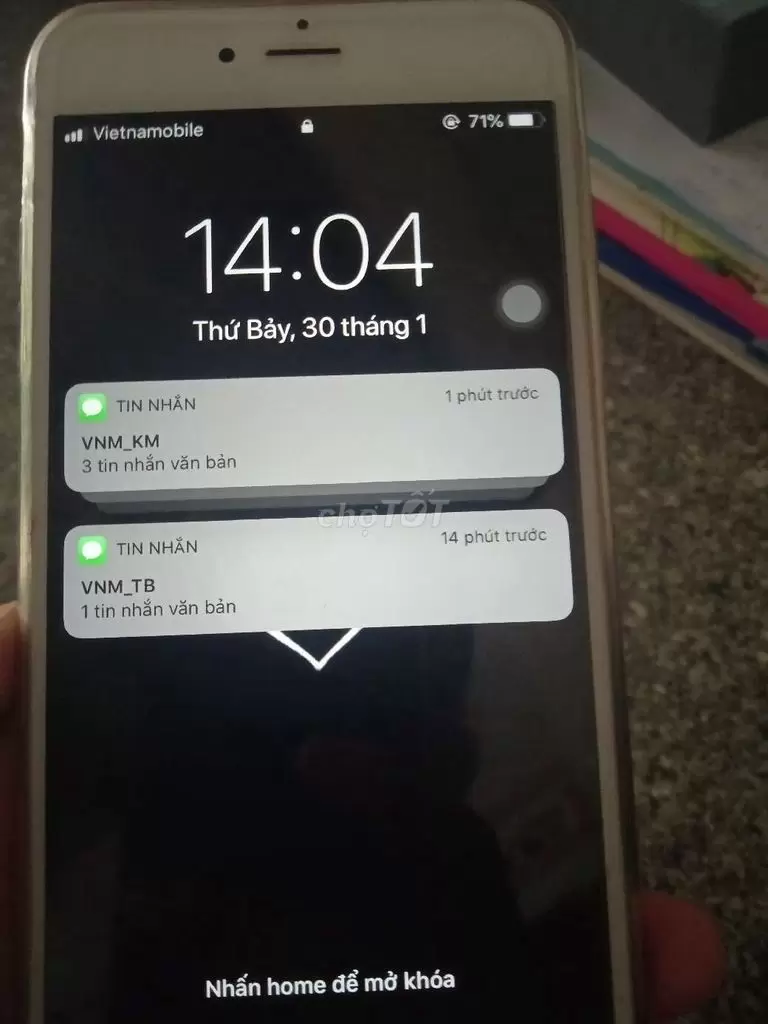 Vietnamobile
71%
14:04
Thứ Bảy, 30 tháng 1
TIN NHẮN
1 phút trước
VNM_KM
3 tin nhắn văn bản
chợTỐT
TIN NHẮN
14 phút trước
VNM_TB
1 tin nhắn văn bản
Nhấn home để mở khóa